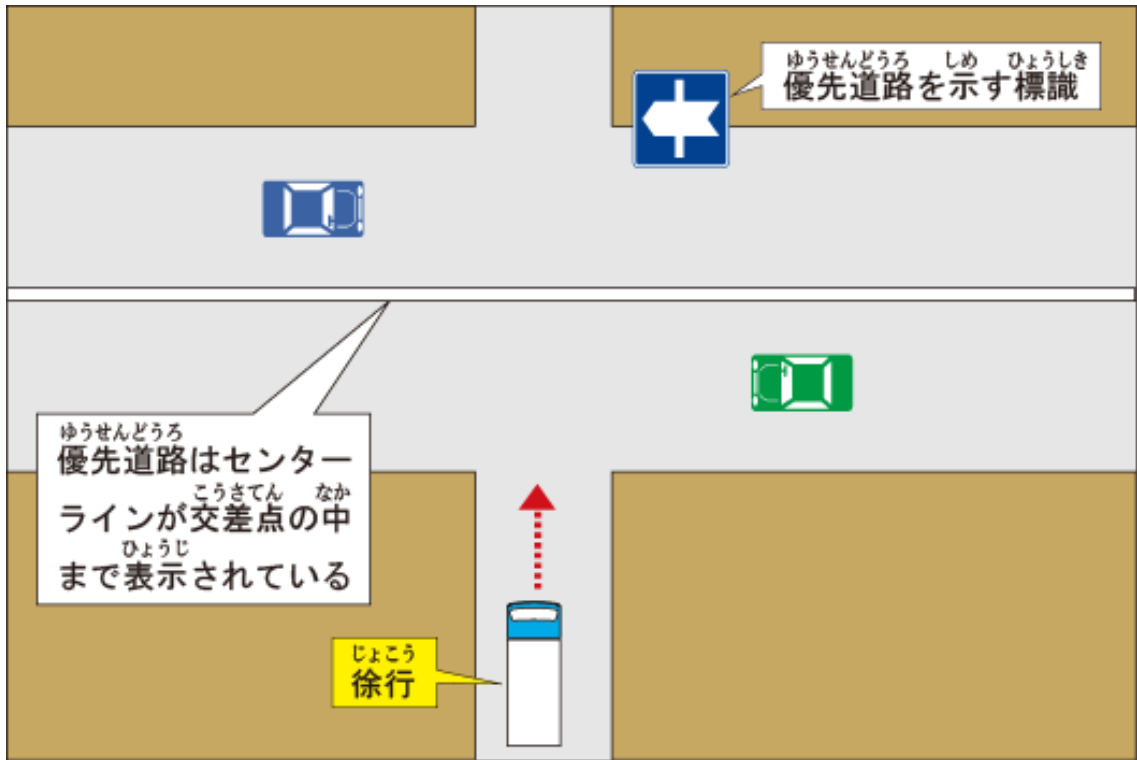 ゆうせんどうろ しめ ひょうしき
優先道路を示す標識
ゆうせんどうろ
優先道路はセンター
こうさてん なか
ラインが交差点の中
ひょうじ
まで表示されている
じょこう
徐行